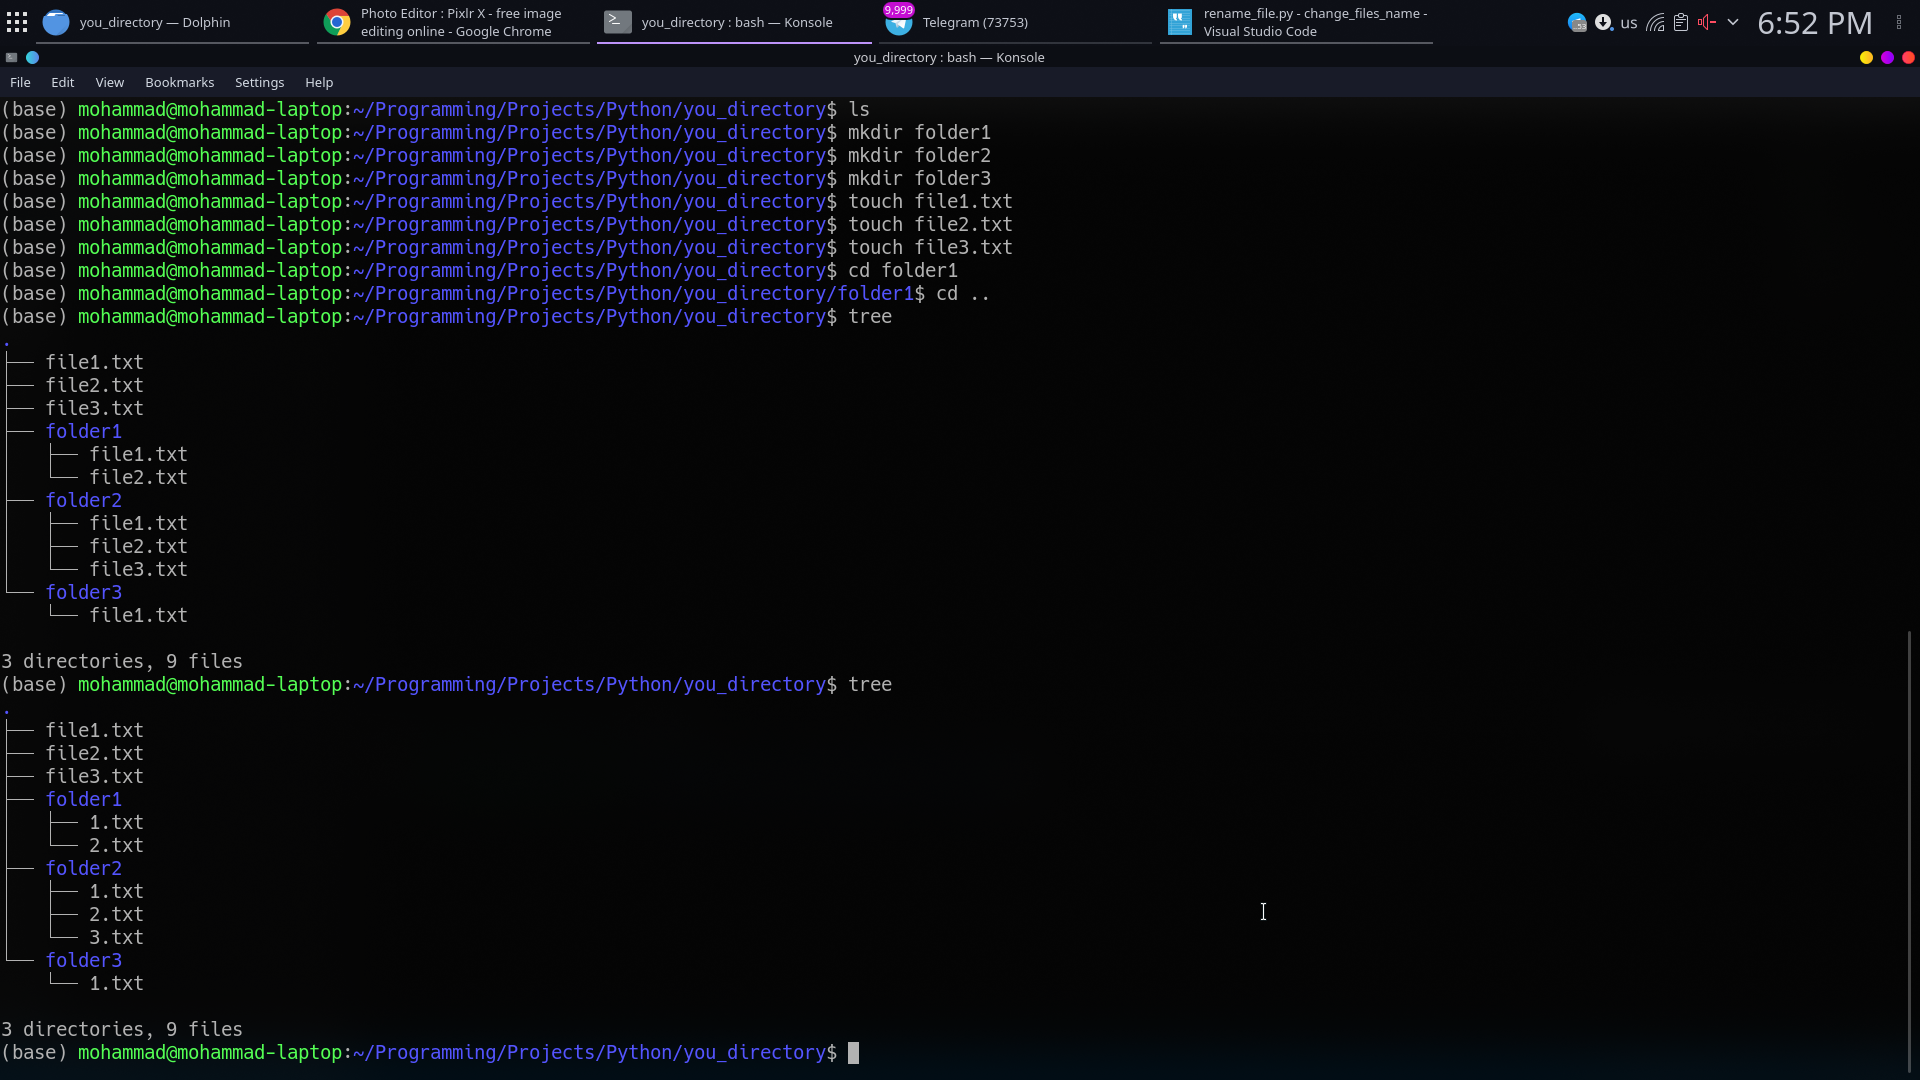 you_directory — Dolphin
Photo Editor : Pixlr X - free image
editing online - Google Chrome
you_directory : bash — Konsole
9,999
Telegram (73753)
rename_file.py - change_files_name -
Visual Studio Code
us
6:52 PM
you_directory : bash — Konsole
File Edit View Bookmarks Settings Help
(base) mohammad@mohammad-laptop:~/Programming/Projects/Python/you_directory$ ls
(base) mohammad@mohammad-laptop:~/Programming/Projects/Python/you_directory$ mkdir folder1
(base) mohammad@mohammad-laptop:~/Programming/Projects/Python/you_directory$ mkdir folder2
(base) mohammad@mohammad-laptop:~/Programming/Projects/Python/you_directory$ mkdir folder3
(base) mohammad@mohammad-laptop:~/Programming/Projects/Python/you_directory$ touch file1.txt
(base) mohammad@mohammad-laptop:~/Programming/Projects/Python/you_directory$ touch file2.txt
(base) mohammad@mohammad-laptop:~/Programming/Projects/Python/you_directory$ touch file3.txt
(base) mohammad@mohammad-laptop:~/Programming/Projects/Python/you_directory$ cd folder1
(base) mohammad@mohammad-laptop:~/Programming/Projects/Python/you_directory/folder1$ cd ..
(base) mohammad@mohammad-laptop:~/Programming/Projects/Python/you_directory$ tree
.
├── file1.txt
├── file2.txt
├── file3.txt
├── folder1
│   ├── file1.txt
│   └── file2.txt
├── folder2
│   ├── file1.txt
│   ├── file2.txt
│   └── file3.txt
└── folder3
    └── file1.txt
3 directories, 9 files
(base) mohammad@mohammad-laptop:~/Programming/Projects/Python/you_directory$ tree
.
├── file1.txt
├── file2.txt
├── file3.txt
├── folder1
│   ├── 1.txt
│   └── 2.txt
├── folder2
│   ├── 1.txt
│   ├── 2.txt
│   └── 3.txt
└── folder3
    └── 1.txt
3 directories, 9 files
(base) mohammad@mohammad-laptop:~/Programming/Projects/Python/you_directory$